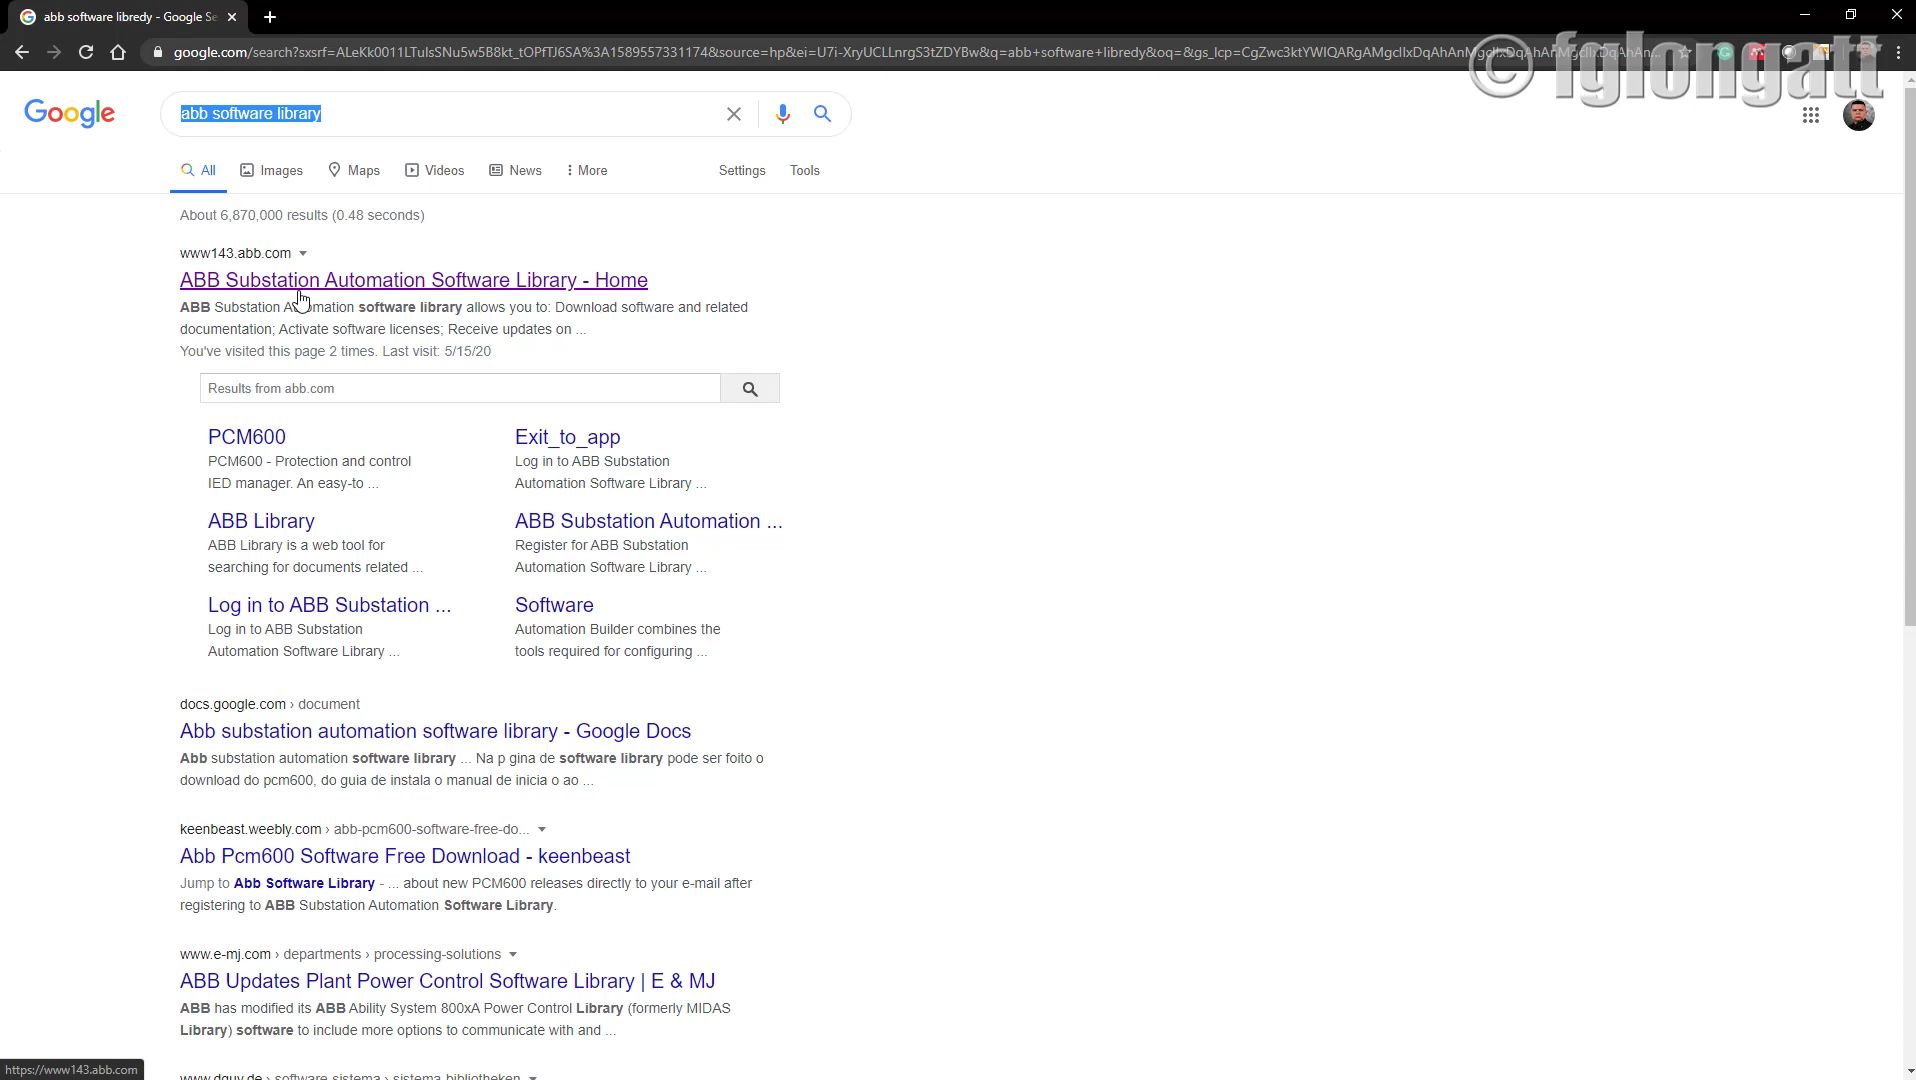 abb software libredy - Google Se
google.com/search?sxsrf=ALeKk0011LTulsSNu5w5B8kt_tOPfTJ6SA%3A1589557331174&source=hp&ei=U7i-XryUCLLnrgS3tZDYBw&q=abb+software+libredy&oq=&gs_lcp=
© fglongatt
Google
abb software library
All Images Maps Videos News More Settings Tools
About 6,870,000 results (0.48 seconds)
www143.abb.com
ABB Substation Automation Software Library - Home
ABB Substation Automation software library allows you to: Download software and related
documentation; Activate software licenses; Receive updates on ...
You've visited this page 2 times. Last visit: 5/15/20
Results from abb.com
PCM600
PCM600 - Protection and control
IED manager. An easy-to ...
Exit_to_app
Log in to ABB Substation
Automation Software Library ...
ABB Library
ABB Library is a web tool for
searching for documents related ...
ABB Substation Automation ...
Register for ABB Substation
Automation Software Library ...
Log in to ABB Substation ...
Log in to ABB Substation
Automation Software Library ...
Software
Automation Builder combines the
tools required for configuring ...
docs.google.com › document
Abb substation automation software library - Google Docs
Abb substation automation software library ... Na p gina de software library pode ser foito o
download do pcm600, do guia de instala o manual de inicia o ao ...
keenbeast.weebly.com › abb-pcm600-software-free-do...
Abb Pcm600 Software Free Download - keenbeast
Jump to Abb Software Library - ... about new PCM600 releases directly to your e-mail after
registering to ABB Substation Automation Software Library.
www.e-mj.com › departments › processing-solutions
ABB Updates Plant Power Control Software Library | E & MJ
ABB has modified its ABB Ability System 800xA Power Control Library (formerly MIDAS
Library) software to include more options to communicate with and ...
www.dguv.de › software-sistema › sistema-bibliotheken
https://www143.abb.com